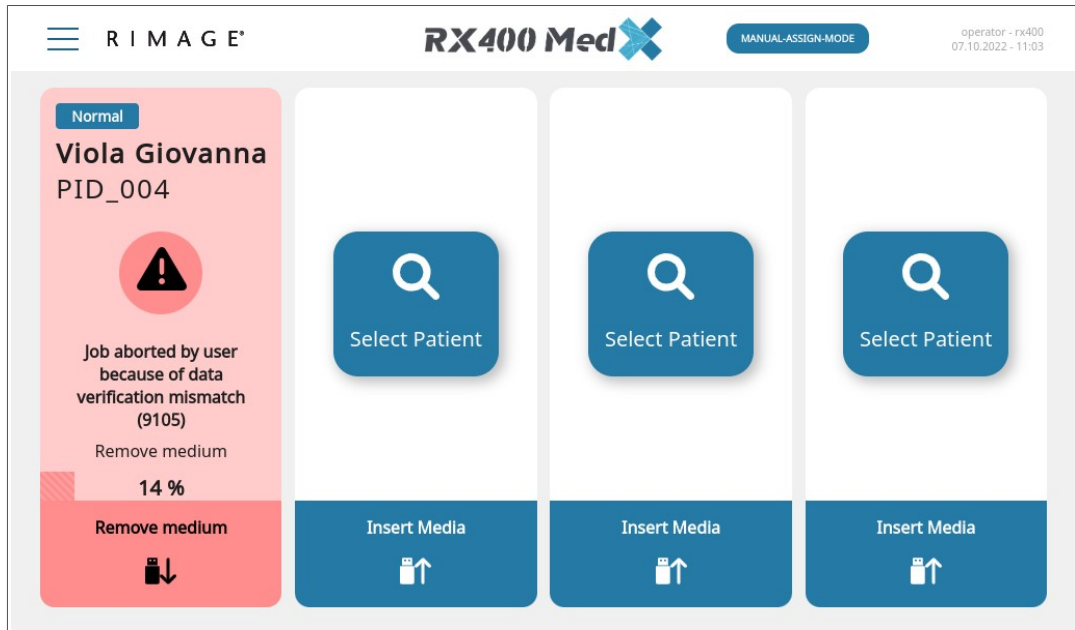 RIMAGE®
RX400 MedX
MANUAL-ASSIGN-MODE
operator - rx400
07.10.2022 - 11:03
Normal
Viola Giovanna
PID_004
Job aborted by user
because of data
verification mismatch
(9105)
Remove medium
14 %
Remove medium
Select Patient
Insert Media
Select Patient
Insert Media
Select Patient
Insert Media